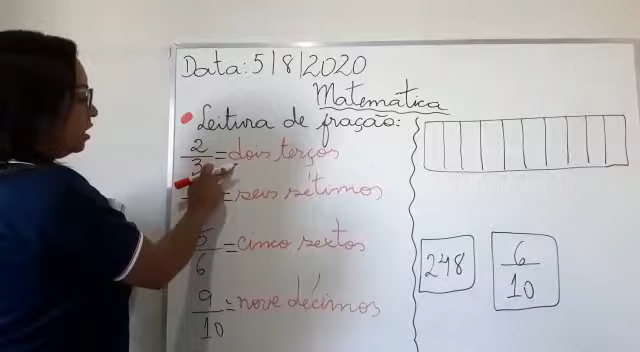 Data: 5/8/2020
Matemática
Leitura de fração:
2/3 = dois terços
= seis sétimos
5/6 = cinco sextos
9/10 = nove décimos
248
6/10